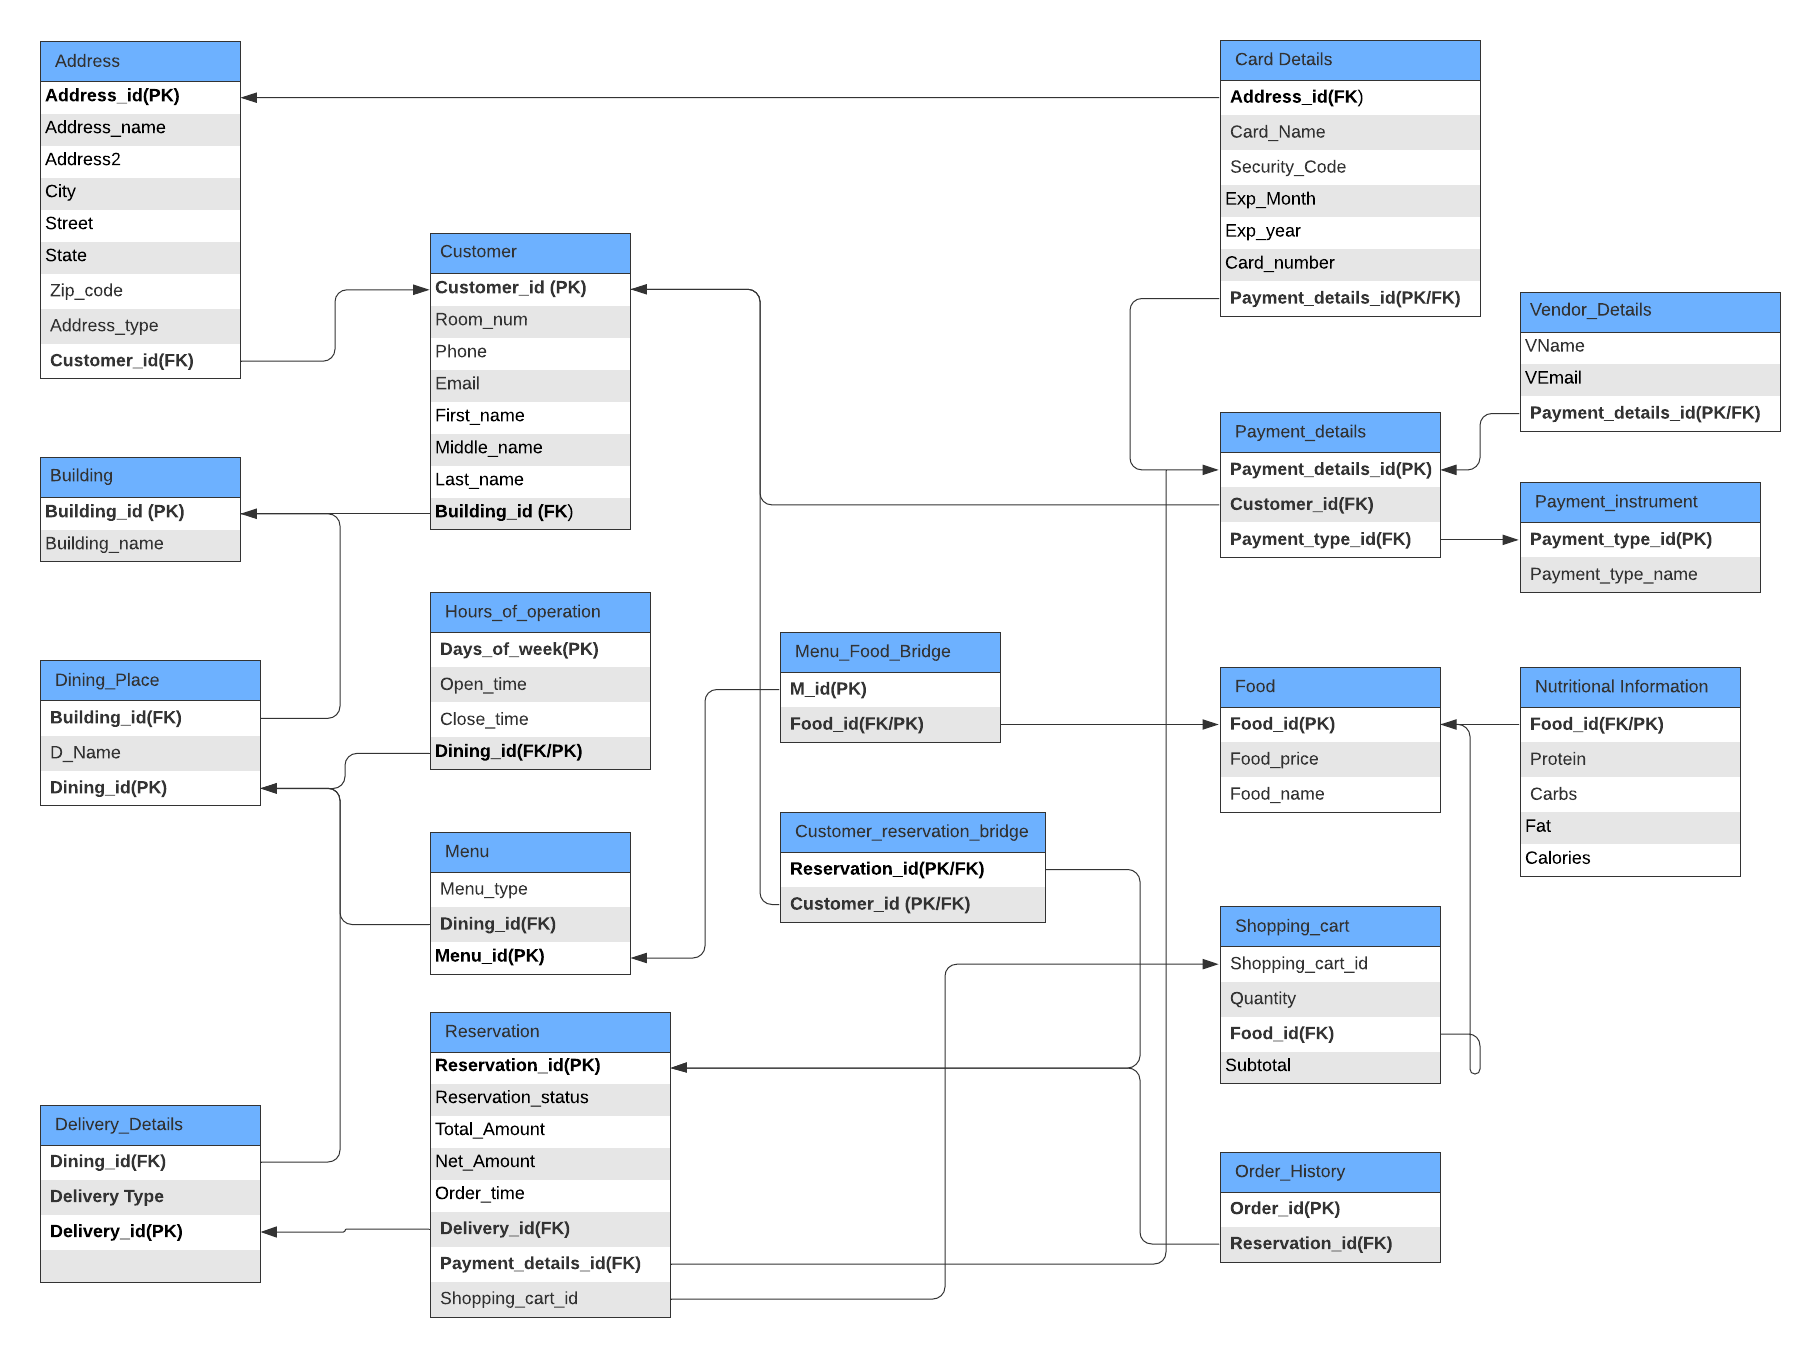 Address
Address_id(PK)
Address_name
Address2
City
Street
State
Zip_code
Address_type
Customer_id(FK)
Building
Building_id (PK)
Building_name
Dining_Place
Building_id(FK)
D_Name
Dining_id(PK)
Delivery_Details
Dining_id(FK)
Delivery Type
Delivery_id(PK)
Customer
Customer_id (PK)
Room_num
Phone
Email
First_name
Middle_name
Last_name
Building_id (FK)
Hours_of_operation
Days_of_week(PK)
Open_time
Close_time
Dining_id(FK/PK)
Menu
Menu_type
Dining_id(FK)
Menu_id(PK)
Reservation
Reservation_id(PK)
Reservation_status
Total_Amount
Net_Amount
Order_time
Delivery_id(FK)
Payment_details_id(FK)
Shopping_cart_id
Menu_Food_Bridge
M_id(PK)
Food_id(FK/PK)
Customer_reservation_bridge
Reservation_id(PK/FK)
Customer_id (PK/FK)
Card Details
Address_id(FK)
Card_Name
Security_Code
Exp_Month
Exp_year
Card_number
Payment_details_id(PK/FK)
Payment_details
Payment_details_id(PK)
Customer_id(FK)
Payment_type_id(FK)
Food
Food_id(PK)
Food_price
Food_name
Shopping_cart
Shopping_cart_id
Quantity
Food_id(FK)
Subtotal
Order_History
Order_id(PK)
Reservation_id(FK)
Vendor_Details
VName
VEmail
Payment_details_id(PK/FK)
Payment_instrument
Payment_type_id(PK)
Payment_type_name
Nutritional Information
Food_id(FK/PK)
Protein
Carbs
Fat
Calories